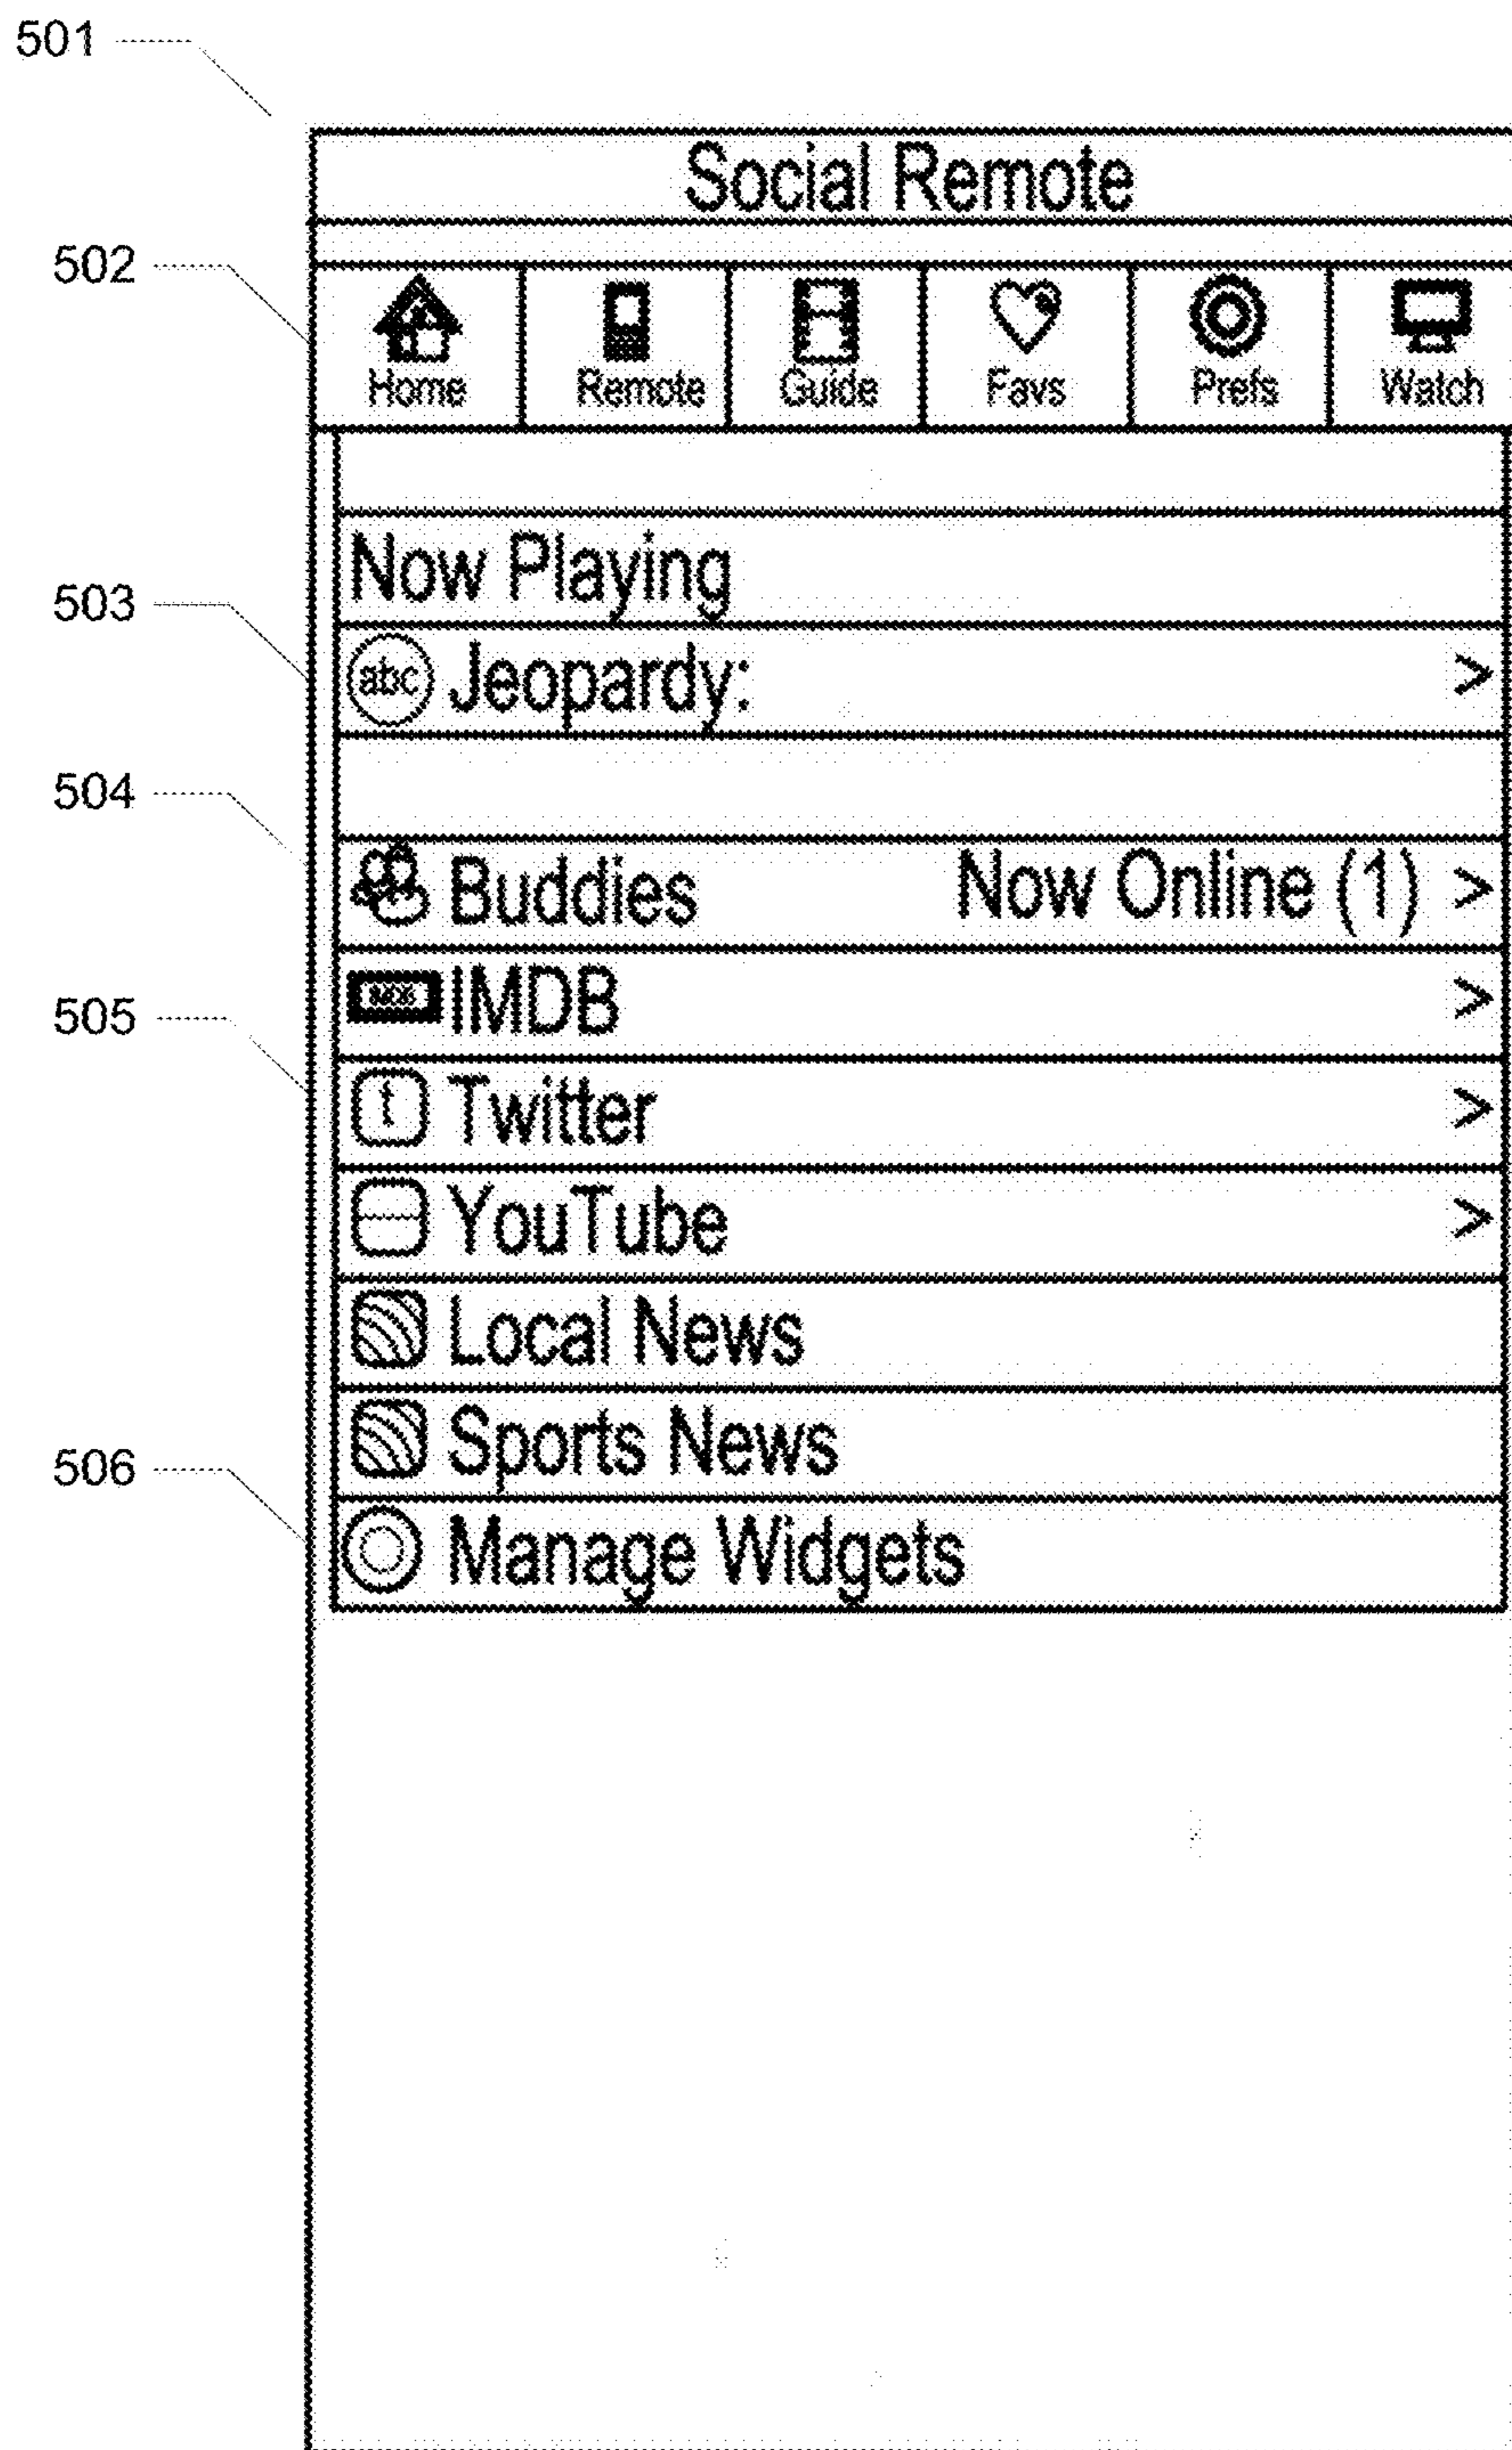 501
Social Remote
502
Home Remote Guide Favs Prefs Watch
Now Playing
503
abc Jeopardy: >
504
Buddies Now Online (1) >
IMDB >
505
t Twitter >
YouTube >
Local News
Sports News
506
Manage Widgets